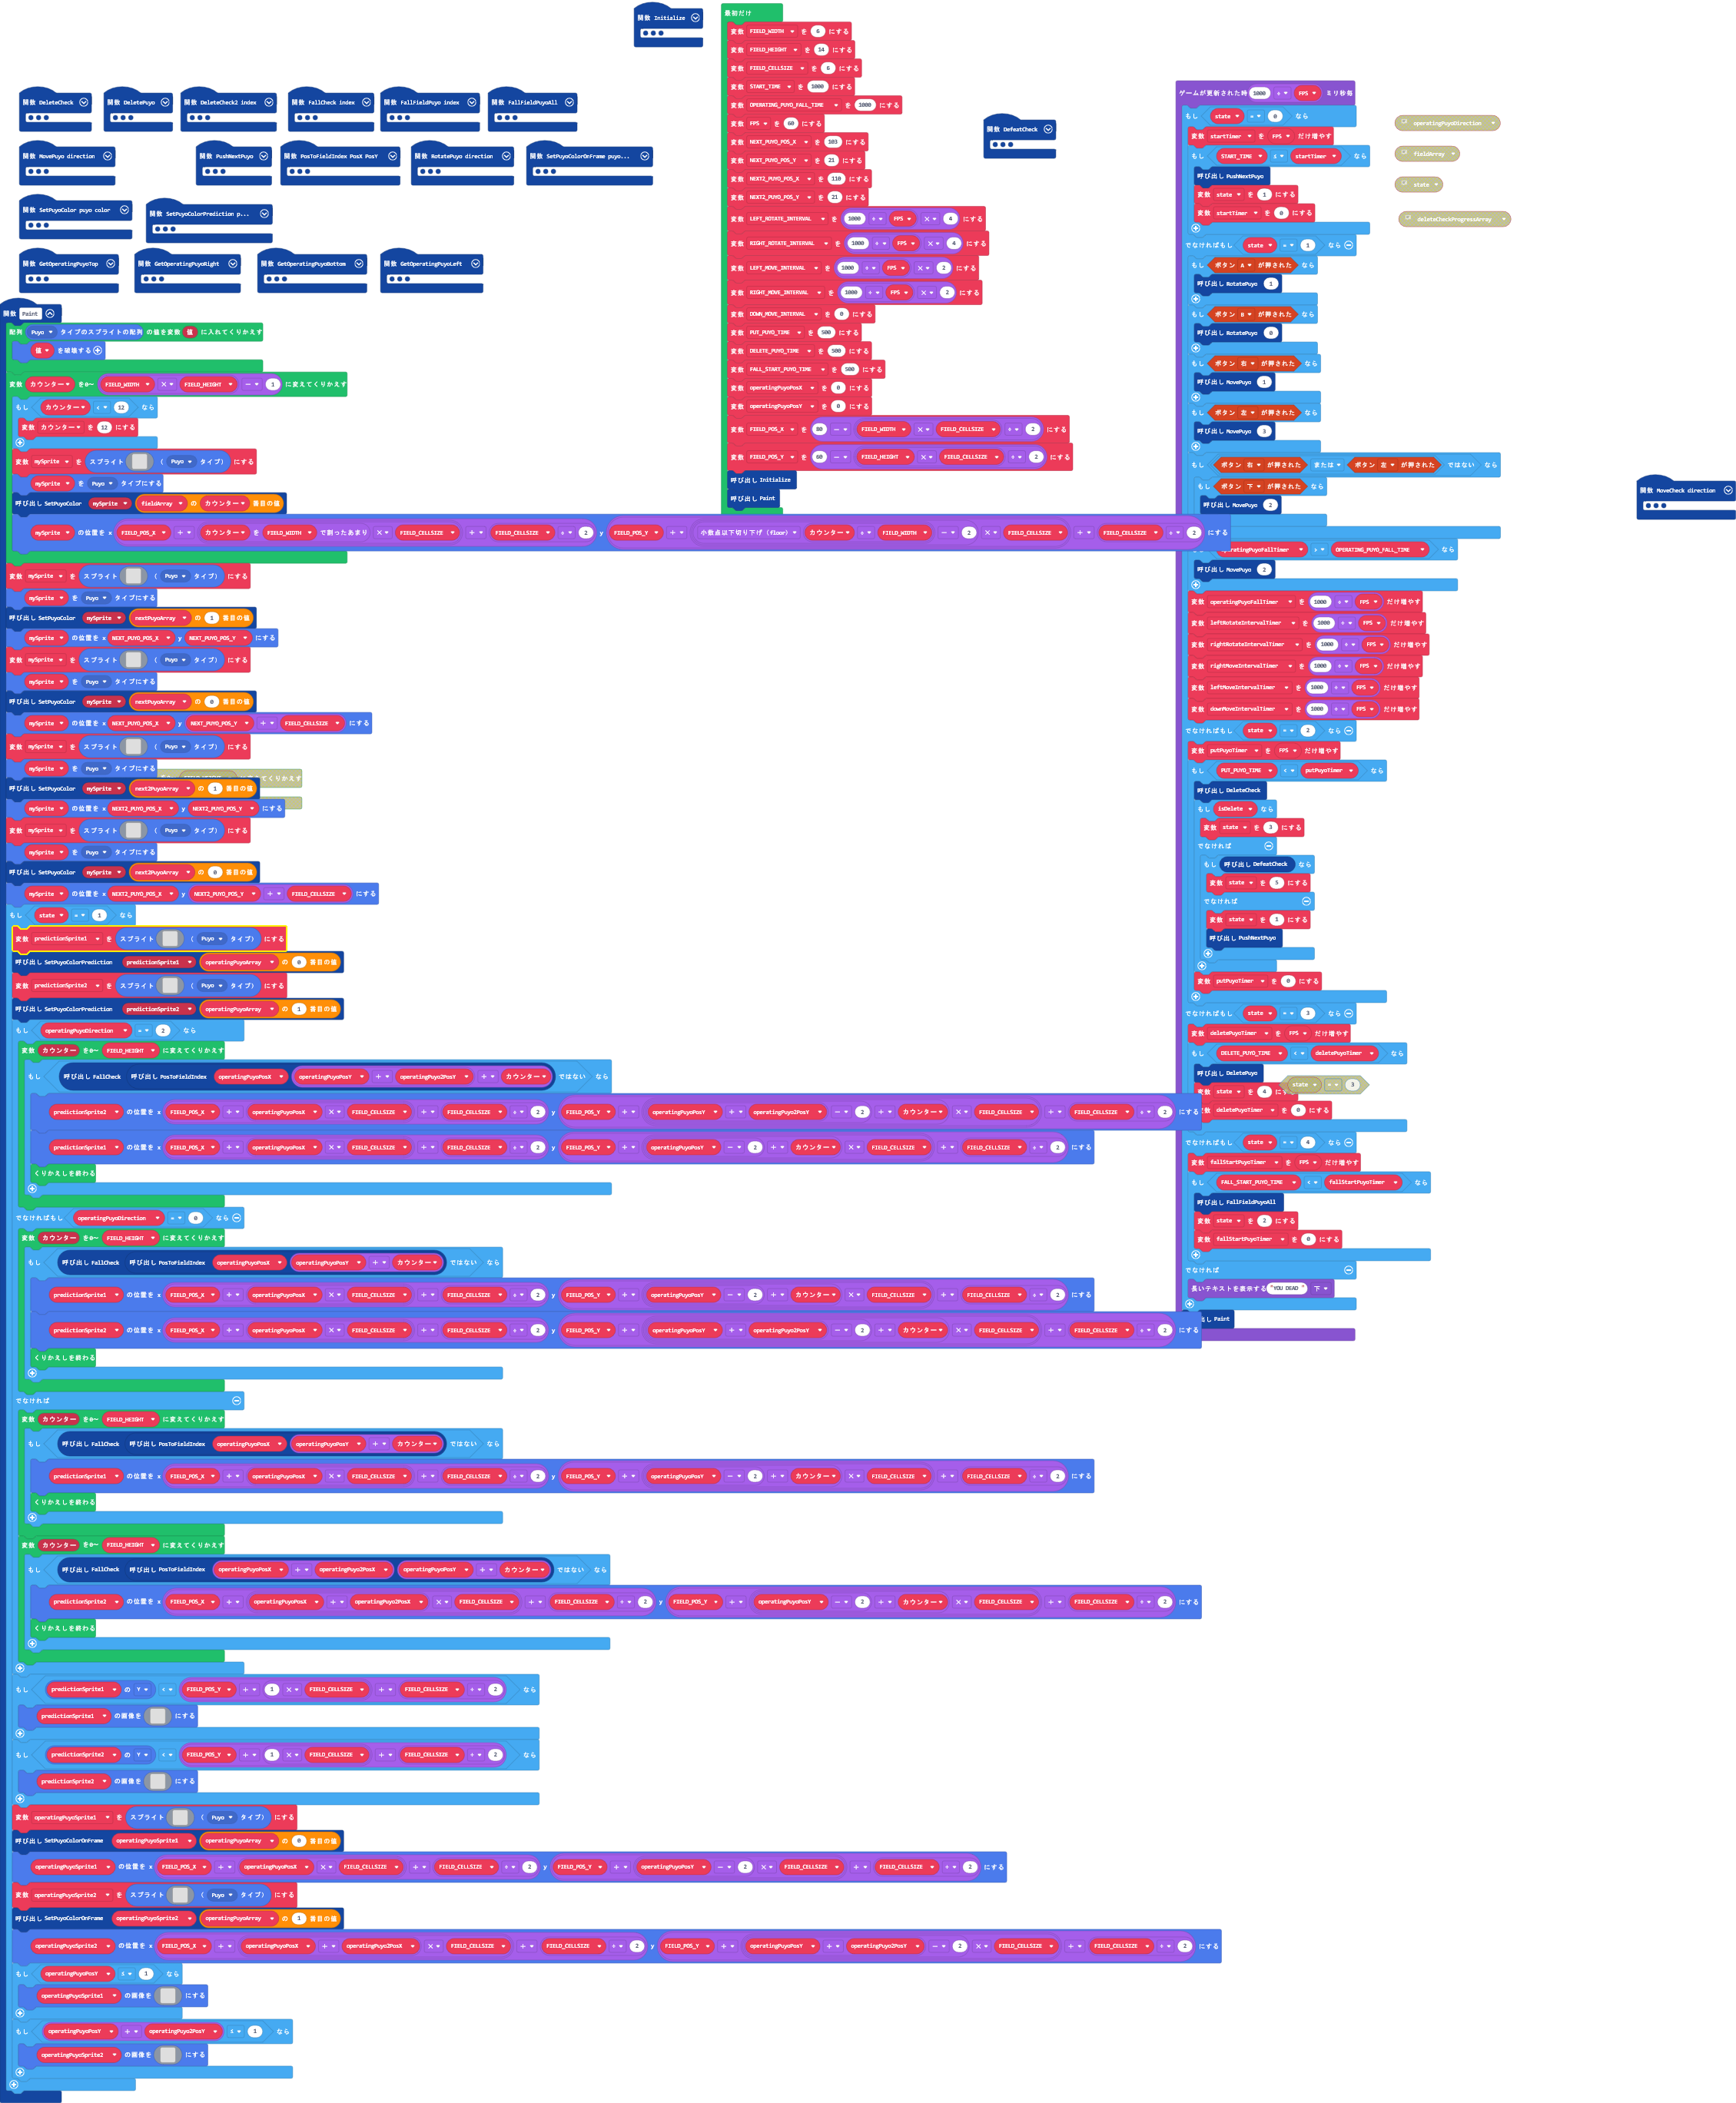 関数 Initialize
関数 DeleteCheck
関数 DeletePuyo
関数 DeleteCheck2 index
関数 FallCheck index
関数 FallFieldPuyo index
関数 FallFieldPuyoAll
関数 MovePuyo direction
関数 PushNextPuyo
関数 PosToFieldIndex PosX PosY
関数 RotatePuyo direction
関数 SetPuyoColorOnFrame puyo...
関数 SetPuyoColor puyo color
関数 SetPuyoColorPrediction p...
関数 GetOperatingPuyoTop
関数 GetOperatingPuyoRight
関数 GetOperatingPuyoBottom
関数 GetOperatingPuyoLeft
関数 Paint
配列 Puyo タイプのスプライトの配列 の値を変数 値 に入れてくりかえす
値 を破壊する
変数 カウンター を0〜 FIELD_WIDTH × FIELD_HEIGHT − 1 に変えてくりかえす
もし カウンター < 12 なら
変数 カウンター を 12 にする
変数 mySprite を スプライト ( Puyo タイプ) にする
mySprite を Puyo タイプにする
呼び出し SetPuyoColor mySprite fieldArray の カウンター 番目の値
mySprite の位置を x FIELD_POS_X + カウンター を FIELD_WIDTH で割ったあまり × FIELD_CELLSIZE + FIELD_CELLSIZE ÷ 2 y FIELD_POS_Y + 小数点以下切り下げ (floor) カウンター ÷ FIELD_WIDTH − 2 × FIELD_CELLSIZE + FIELD_CELLSIZE ÷ 2 にする
変数 mySprite を スプライト ( Puyo タイプ) にする
mySprite を Puyo タイプにする
呼び出し SetPuyoColor mySprite nextPuyoArray の 1 番目の値
mySprite の位置を x NEXT_PUYO_POS_X y NEXT_PUYO_POS_Y にする
変数 mySprite を スプライト ( Puyo タイプ) にする
mySprite を Puyo タイプにする
呼び出し SetPuyoColor mySprite nextPuyoArray の 0 番目の値
mySprite の位置を x NEXT_PUYO_POS_X y NEXT_PUYO_POS_Y + FIELD_CELLSIZE にする
変数 mySprite を スプライト ( Puyo タイプ) にする
mySprite を Puyo タイプにする
てくりかえす
呼び出し SetPuyoColor mySprite next2PuyoArray の 1 番目の値
mySprite の位置を x NEXT2_PUYO_POS_X y NEXT2_PUYO_POS_Y にする
変数 mySprite を スプライト ( Puyo タイプ) にする
mySprite を Puyo タイプにする
呼び出し SetPuyoColor mySprite next2PuyoArray の 0 番目の値
mySprite の位置を x NEXT2_PUYO_POS_X y NEXT2_PUYO_POS_Y + FIELD_CELLSIZE にする
もし state = 1 なら
変数 predictionSprite1 を スプライト ( Puyo タイプ) にする
呼び出し SetPuyoColorPrediction predictionSprite1 operatingPuyoArray の 0 番目の値
変数 predictionSprite2 を スプライト ( Puyo タイプ) にする
呼び出し SetPuyoColorPrediction predictionSprite2 operatingPuyoArray の 1 番目の値
もし operatingPuyoDirection = 2 なら
変数 カウンター を0〜 FIELD_HEIGHT に変えてくりかえす
もし 呼び出し FallCheck 呼び出し PosToFieldIndex operatingPuyoPosX operatingPuyoPosY + operatingPuyo2PosY + カウンター ではない なら
predictionSprite2 の位置を x FIELD_POS_X + operatingPuyoPosX × FIELD_CELLSIZE + FIELD_CELLSIZE ÷ 2 y FIELD_POS_Y + operatingPuyoPosY + operatingPuyo2PosY − 2 + カウンター × FIELD_CELLSIZE + FIELD_CELLSIZE ÷ 2 にする
predictionSprite1 の位置を x FIELD_POS_X + operatingPuyoPosX × FIELD_CELLSIZE + FIELD_CELLSIZE ÷ 2 y FIELD_POS_Y + operatingPuyoPosY − 2 + カウンター × FIELD_CELLSIZE + FIELD_CELLSIZE ÷ 2 にする
くりかえしを終わる
でなければもし operatingPuyoDirection = 0 なら
変数 カウンター を0〜 FIELD_HEIGHT に変えてくりかえす
もし 呼び出し FallCheck 呼び出し PosToFieldIndex operatingPuyoPosX operatingPuyoPosY + カウンター ではない なら
predictionSprite1 の位置を x FIELD_POS_X + operatingPuyoPosX × FIELD_CELLSIZE + FIELD_CELLSIZE ÷ 2 y FIELD_POS_Y + operatingPuyoPosY − 2 + カウンター × FIELD_CELLSIZE + FIELD_CELLSIZE ÷ 2 にする
predictionSprite2 の位置を x FIELD_POS_X + operatingPuyoPosX × FIELD_CELLSIZE + FIELD_CELLSIZE ÷ 2 y FIELD_POS_Y + operatingPuyoPosY + operatingPuyo2PosY − 2 + カウンター × FIELD_CELLSIZE + FIELD_CELLSIZE ÷ 2 にする
くりかえしを終わる
でなければ
変数 カウンター を0〜 FIELD_HEIGHT に変えてくりかえす
もし 呼び出し FallCheck 呼び出し PosToFieldIndex operatingPuyoPosX operatingPuyoPosY + カウンター ではない なら
predictionSprite1 の位置を x FIELD_POS_X + operatingPuyoPosX × FIELD_CELLSIZE + FIELD_CELLSIZE ÷ 2 y FIELD_POS_Y + operatingPuyoPosY − 2 + カウンター × FIELD_CELLSIZE + FIELD_CELLSIZE ÷ 2 にする
くりかえしを終わる
変数 カウンター を0〜 FIELD_HEIGHT に変えてくりかえす
もし 呼び出し FallCheck 呼び出し PosToFieldIndex operatingPuyoPosX + operatingPuyo2PosX operatingPuyoPosY + カウンター ではない なら
predictionSprite2 の位置を x FIELD_POS_X + operatingPuyoPosX + operatingPuyo2PosX × FIELD_CELLSIZE + FIELD_CELLSIZE ÷ 2 y FIELD_POS_Y + operatingPuyoPosY − 2 + カウンター × FIELD_CELLSIZE + FIELD_CELLSIZE ÷ 2 にする
くりかえしを終わる
もし predictionSprite1 の Y < FIELD_POS_Y + 1 × FIELD_CELLSIZE + FIELD_CELLSIZE ÷ 2 なら
predictionSprite1 の画像を にする
もし predictionSprite2 の Y < FIELD_POS_Y + 1 × FIELD_CELLSIZE + FIELD_CELLSIZE ÷ 2 なら
predictionSprite2 の画像を にする
変数 operatingPuyoSprite1 を スプライト ( Puyo タイプ) にする
呼び出し SetPuyoColorOnFrame operatingPuyoSprite1 operatingPuyoArray の 0 番目の値
operatingPuyoSprite1 の位置を x FIELD_POS_X + operatingPuyoPosX × FIELD_CELLSIZE + FIELD_CELLSIZE ÷ 2 y FIELD_POS_Y + operatingPuyoPosY − 2 × FIELD_CELLSIZE + FIELD_CELLSIZE ÷ 2 にする
変数 operatingPuyoSprite2 を スプライト ( Puyo タイプ) にする
呼び出し SetPuyoColorOnFrame operatingPuyoSprite2 operatingPuyoArray の 1 番目の値
operatingPuyoSprite2 の位置を x FIELD_POS_X + operatingPuyoPosX + operatingPuyo2PosX × FIELD_CELLSIZE + FIELD_CELLSIZE ÷ 2 y FIELD_POS_Y + operatingPuyoPosY + operatingPuyo2PosY − 2 × FIELD_CELLSIZE + FIELD_CELLSIZE ÷ 2 にする
もし operatingPuyoPosY ≤ 1 なら
operatingPuyoSprite1 の画像を にする
もし operatingPuyoPosY + operatingPuyo2PosY ≤ 1 なら
operatingPuyoSprite2 の画像を にする
最初だけ
変数 FIELD_WIDTH を 6 にする
変数 FIELD_HEIGHT を 14 にする
変数 FIELD_CELLSIZE を 6 にする
変数 START_TIME を 1000 にする
変数 OPERATING_PUYO_FALL_TIME を 1000 にする
変数 FPS を 60 にする
変数 NEXT_PUYO_POS_X を 103 にする
変数 NEXT_PUYO_POS_Y を 21 にする
変数 NEXT2_PUYO_POS_X を 110 にする
変数 NEXT2_PUYO_POS_Y を 21 にする
変数 LEFT_ROTATE_INTERVAL を 1000 ÷ FPS × 4 にする
変数 RIGHT_ROTATE_INTERVAL を 1000 ÷ FPS × 4 にする
変数 LEFT_MOVE_INTERVAL を 1000 ÷ FPS × 2 にする
変数 RIGHT_MOVE_INTERVAL を 1000 ÷ FPS × 2 にする
変数 DOWN_MOVE_INTERVAL を 0 にする
変数 PUT_PUYO_TIME を 500 にする
変数 DELETE_PUYO_TIME を 500 にする
変数 FALL_START_PUYO_TIME を 500 にする
変数 operatingPuyoPosX を 0 にする
変数 operatingPuyoPosY を 0 にする
変数 FIELD_POS_X を 80 − FIELD_WIDTH × FIELD_CELLSIZE ÷ 2 にする
変数 FIELD_POS_Y を 60 − FIELD_HEIGHT × FIELD_CELLSIZE ÷ 2 にする
呼び出し Initialize
呼び出し Paint
関数 DefeatCheck
ゲームが更新された時 1000 ÷ FPS ミリ秒毎
もし state = 0 なら
変数 startTimer を FPS だけ増やす
もし START_TIME ≤ startTimer なら
呼び出し PushNextPuyo
変数 state を 1 にする
変数 startTimer を 0 にする
でなければもし state = 1 なら
もし ボタン A が押された なら
呼び出し RotatePuyo 1
もし ボタン B が押された なら
呼び出し RotatePuyo 0
もし ボタン 右 が押された なら
呼び出し MovePuyo 1
もし ボタン 左 が押された なら
呼び出し MovePuyo 3
もし ボタン 右 が押された または ボタン 左 が押された ではない なら
もし ボタン 下 が押された なら
呼び出し MovePuyo 2
ratingPuyoFallTimer > OPERATING_PUYO_FALL_TIME なら
呼び出し MovePuyo 2
変数 operatingPuyoFallTimer を 1000 ÷ FPS だけ増やす
変数 leftRotateIntervalTimer を 1000 ÷ FPS だけ増やす
変数 rightRotateIntervalTimer を 1000 ÷ FPS だけ増やす
変数 rightMoveIntervalTimer を 1000 ÷ FPS だけ増やす
変数 leftMoveIntervalTimer を 1000 ÷ FPS だけ増やす
変数 downMoveIntervalTimer を 1000 ÷ FPS だけ増やす
でなければもし state = 2 なら
変数 putPuyoTimer を FPS だけ増やす
もし PUT_PUYO_TIME < putPuyoTimer なら
呼び出し DeleteCheck
もし isDelete なら
変数 state を 3 にする
でなければ
もし 呼び出し DefeatCheck なら
変数 state を 5 にする
でなければ
変数 state を 1 にする
呼び出し PushNextPuyo
変数 putPuyoTimer を 0 にする
でなければもし state = 3 なら
変数 deletePuyoTimer を FPS だけ増やす
もし DELETE_PUYO_TIME < deletePuyoTimer なら
呼び出し DeletePuyo
変数 state を 4 に
state = 3
数 deletePuyoTimer を 0 にする
でなければもし state = 4 なら
変数 fallStartPuyoTimer を FPS だけ増やす
もし FALL_START_PUYO_TIME < fallStartPuyoTimer なら
呼び出し FallFieldPuyoAll
変数 state を 2 にする
変数 fallStartPuyoTimer を 0 にする
でなければ
長いテキストを表示する "YOU DEAD" 下
し Paint
operatingPuyoDirection
fieldArray
state
deleteCheckProgressArray
関数 MoveCheck direction